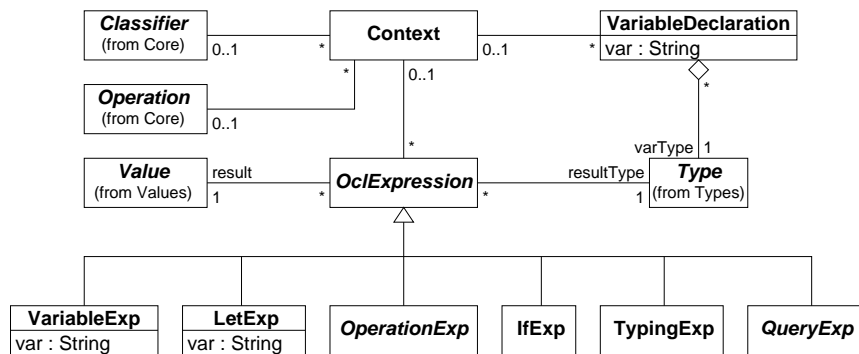 Classifier
(from Core)
0..1
*
Context
0..1
*
VariableDeclaration
var : String
*
0..1
*
Operation
(from Core)
0..1
*
varType
1
Value
(from Values)
result
1
*
OclExpression
*
resultType
1
Type
(from Types)
VariableExp
var : String
LetExp
var : String
OperationExp
IfExp
TypingExp
QueryExp